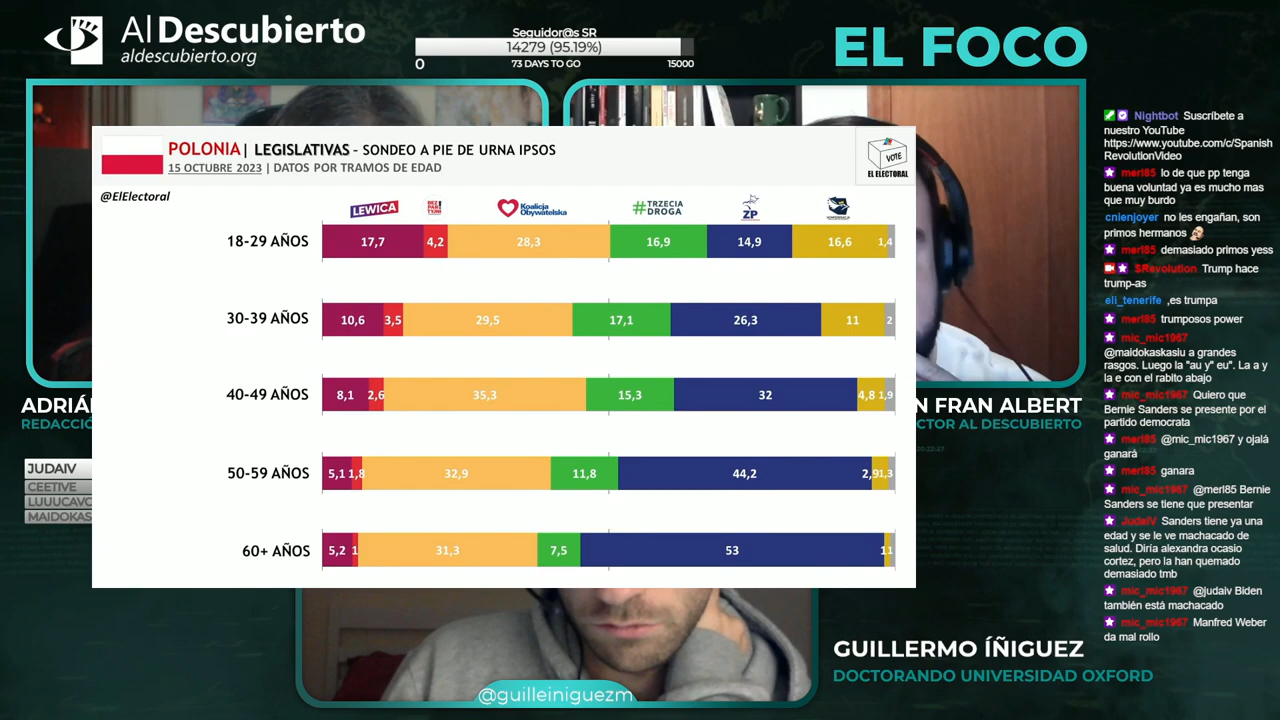 Al Descubierto
aldescubierto.org
Seguidor@s SR
14279 (95.19%)
0 73 DAYS TO GO 15000
EL FOCO
POLONIA| LEGISLATIVAS - SONDEO A PIE DE URNA IPSOS
15 OCTUBRE 2023 | DATOS POR TRAMOS DE EDAD
VOTE
EL ELECTORAL
@ElElectoral
LEWICA
Koalicja
Obywatelska
#TRZECIA
DROGA
ZP
18-29 AÑOS 17,7 4,2 28,3 16,9 14,9 16,6 1,4
30-39 AÑOS 10,6 3,5 29,5 17,1 26,3 11 2
40-49 AÑOS 8,1 2,6 35,3 15,3 32 4,8 1,9
50-59 AÑOS 5,1 1,8 32,9 11,8 44,2 2,9 1,3
60+ AÑOS 5,2 1 31,3 7,5 53 1 1
ADRIÁ
REDACCIÓ
JUDAIV
CEETIVE
LUUUCAVO
MAIDOKAS
N FRAN ALBERT
CTOR AL DESCUBIERTO
GUILLERMO ÍÑIGUEZ
DOCTORANDO UNIVERSIDAD OXFORD
@guilleiniguezm
Nightbot Suscríbete a
nuestro YouTube
https://www.youtube.com/c/Spanish
RevolutionVideo
merl85 lo de que pp tenga
buena voluntad ya es mucho mas
que muy burdo
cnienjoyer no les engañan, son
primos hermanos
merl85 demasiado primos yess
SRevolution Trump hace
trump-as
eli_tenerife ,es trumpa
merl85 trumposos power
mic_mic1967
@maldokaskasiu a grandes
rasgos. Luego la "au y" eu". La a y
la e con el rabito abajo
mic_mic1967 Quiero que
Bernie Sanders se presente por el
partido democrata
merl85 @mic_mic1967 y ojalá
ganará
merl85 ganara
mic_mic1967 @merl85 Bernie
Sanders se tiene que presentar
JudaIV Sanders tiene ya una
edad y se le ve machacado de
salud. Diría alexandra ocasio
cortez, pero la han quemado
demasiado tmb
mic_mic1967 @judaiv Biden
también está machacado
mic_mic1967 Manfred Weber
da mal rollo